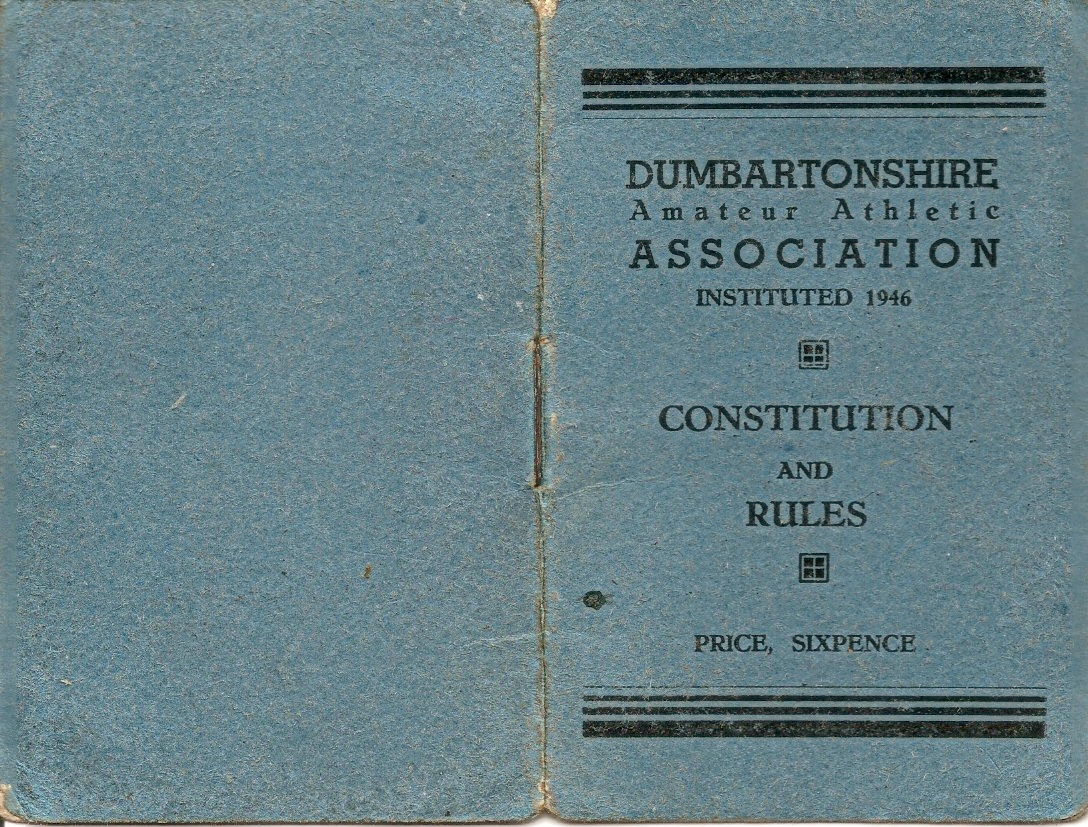 DUMBARTONSHIRE
Amateur Athletic
ASSOCIATION
INSTITUTED 1946
CONSTITUTION
AND
RULES
PRICE, SIXPENCE